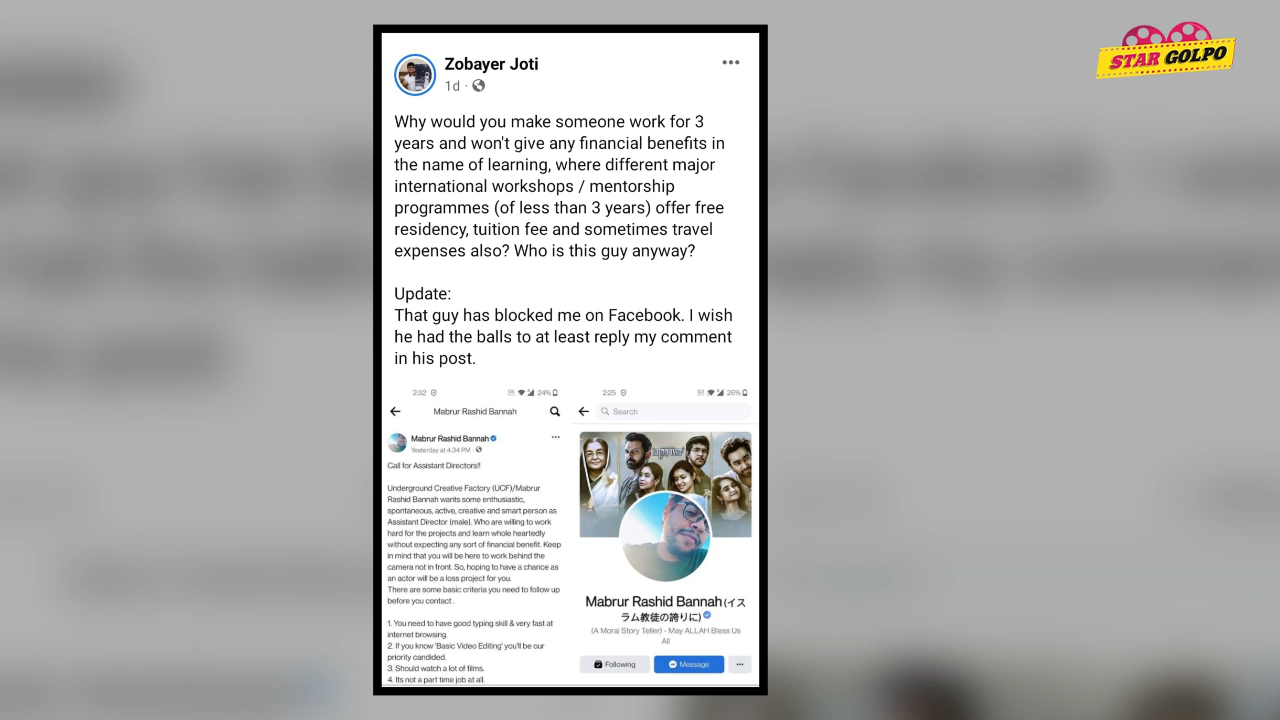 STAR GOLPO
Zobayer Joti
1d ·
Why would you make someone work for 3
years and won't give any financial benefits in
the name of learning, where different major
international workshops / mentorship
programmes (of less than 3 years) offer free
residency, tuition fee and sometimes travel
expenses also? Who is this guy anyway?
Update:
That guy has blocked me on Facebook. I wish
he had the balls to at least reply my comment
in his post.
2:32
24%
Mabrur Rashid Bannah
Mabrur Rashid Bannah
Yesterday at 4:34 PM ·
Call for Assistant Directors!!
Underground Creative Factory (UCF)/Mabrur
Rashid Bannah wants some enthusiastic,
spontaneous, active, creative and smart person as
Assistant Director (male). Who are willing to work
hard for the projects and learn whole heartedly
without expecting any sort of financial benefit. Keep
in mind that you will be here to work behind the
camera not in front. So, hoping to have a chance as
an actor will be a loss project for you.
There are some basic criteria you need to follow up
before you contact .
1. You need to have good typing skill & very fast at
internet browsing.
2. If you know 'Basic Video Editing' you'll be our
priority candided.
3. Should watch a lot of films.
4. Its not a part time job at all.
2:25
26%
Search
Mabrur Rashid Bannah (イス
ラム教徒の誇りに)
(A Moral Story Teller) - May ALLAH Bless Us
All
Following
Message